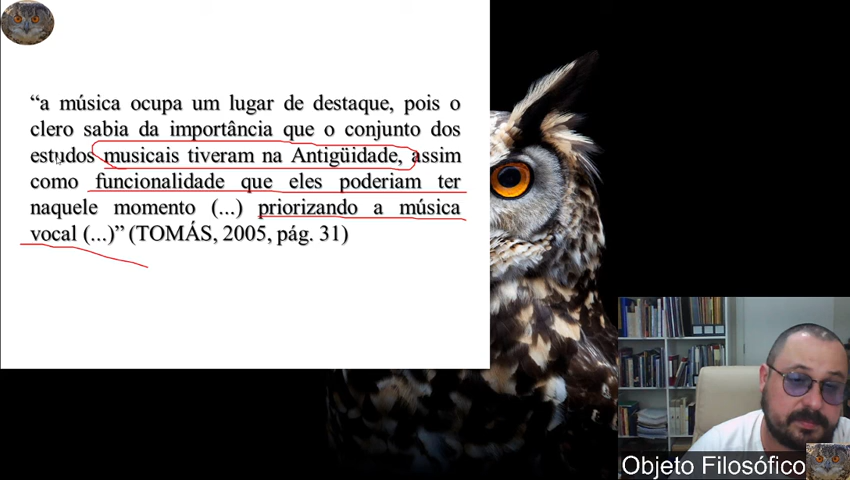 “a música ocupa um lugar de destaque, pois o
clero sabia da importância que o conjunto dos
estudos musicais tiveram na Antigüidade, assim
como funcionalidade que eles poderiam ter
naquele momento (...) priorizando a música
vocal (...)” (TOMÁS, 2005, pág. 31)
Objeto Filosófico